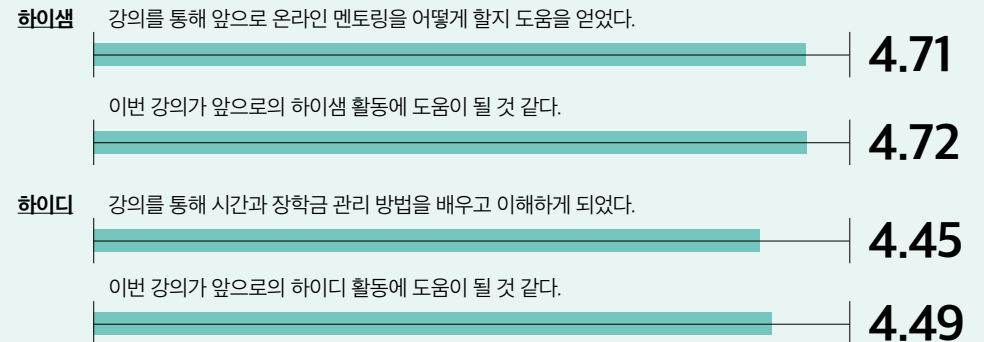 하이샘 강의를 통해 앞으로 온라인 멘토링을 어떻게 할지 도움을 얻었다.
4.71
이번 강의가 앞으로의 하이샘 활동에 도움이 될 것 같다.
4.72
하이디 강의를 통해 시간과 장학금 관리 방법을 배우고 이해하게 되었다.
4.45
이번 강의가 앞으로의 하이디 활동에 도움이 될 것 같다.
4.49